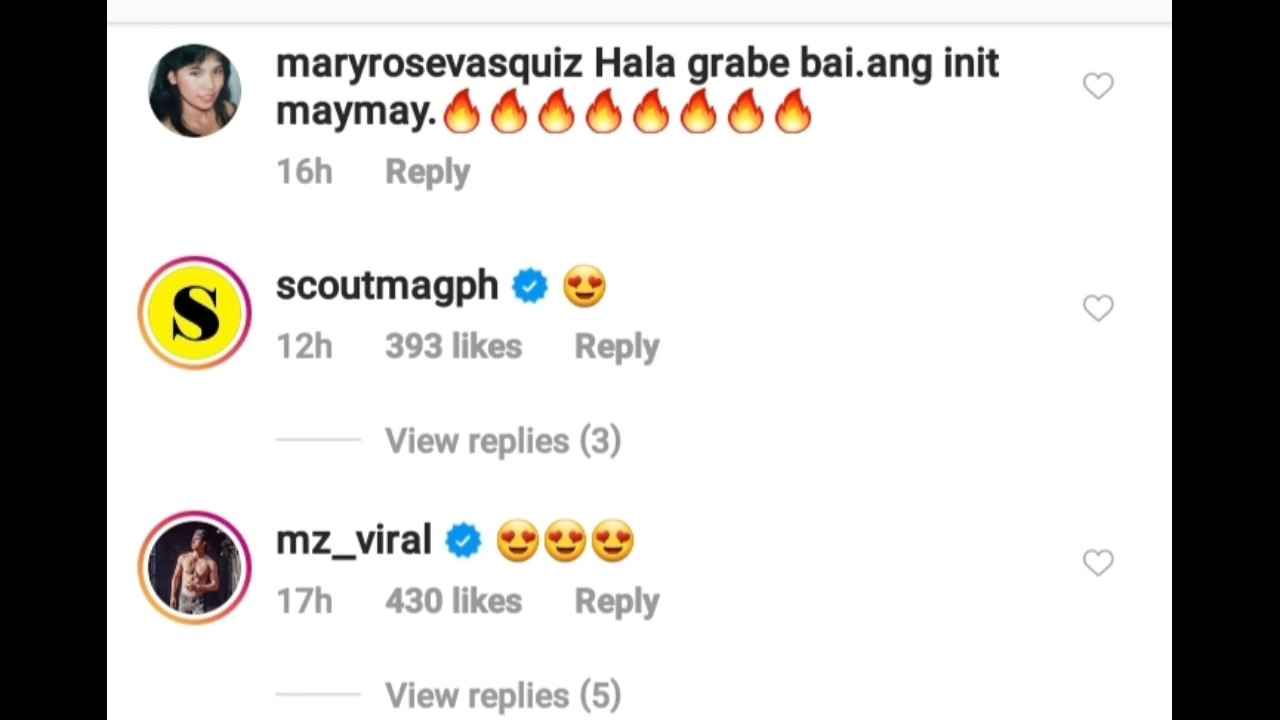 maryrosevasquiz Hala grabe bai.ang init
maymay.🔥🔥🔥🔥🔥🔥🔥🔥
16h Reply
S
scoutmagph 😍
12h 393 likes Reply
View replies (3)
mz_viral 😍😍😍
17h 430 likes Reply
View replies (5)